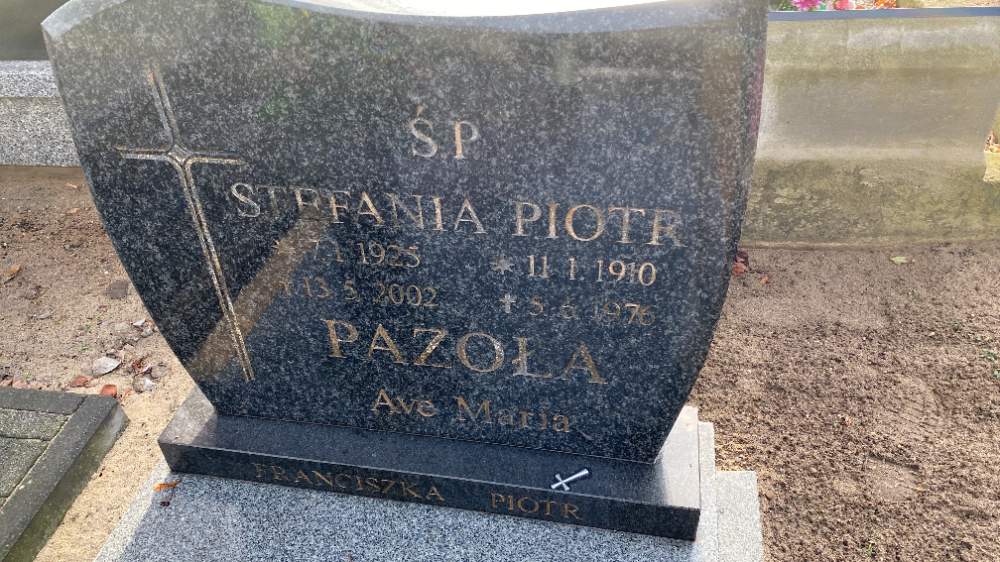 Ś.P
STEFANIA PIOTR
* 7.1.1925 * 11.1.1910
† 13.5.2002 † 5.6.1976
PAZOŁA
Ave Maria
FRANCISZKA PIOTR